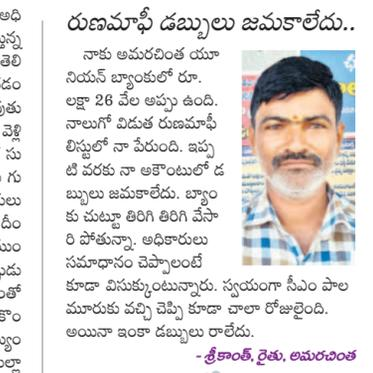 రుణమాఫీ డబ్బులు జమకాలేదు..
నాకు అమరచింత యూ
నియన్ బ్యాంకులో రూ.
లక్షా 26 వేల అప్పు ఉంది.
నాలుగో విడుత రుణమాఫీ
లిస్టులో నా పేరుంది. ఇప్ప
టి వరకు నా అకౌంటులో డ
బ్బులు జమకాలేదు. బ్యాం
కు చుట్టూ తిరిగి తిరిగి వేసా
రి పోతున్నా. అధికారులు
సమాధానం చెప్పాలంటే
కూడా విసుక్కుంటున్నారు. స్వయంగా సీఎం పాల
మూరుకు వచ్చి చెప్పి కూడా చాలా రోజులైంది.
అయినా ఇంకా డబ్బులు రాలేదు.
- శ్రీకాంత్, రైతు, అమరచింత